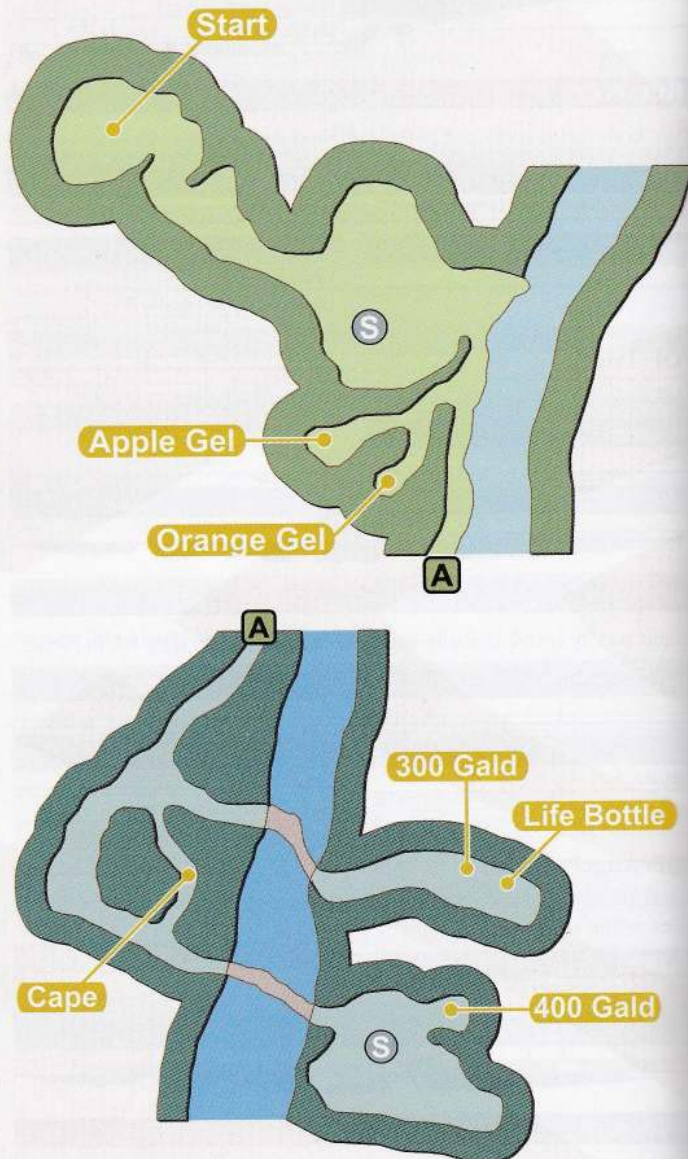 Start
S
Apple Gel
Orange Gel
A
A
300 Gald
Life Bottle
Cape
400 Gald
S